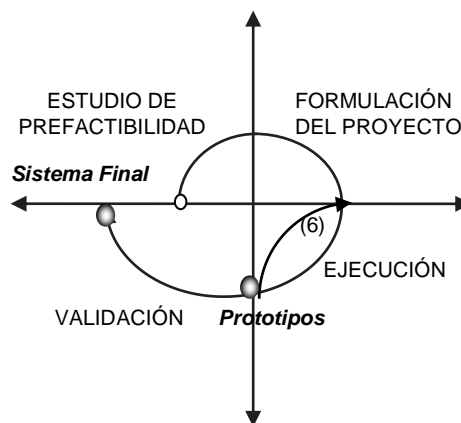 ESTUDIO DE
PREFACTIBILIDAD
FORMULACIÓN
DEL PROYECTO
Sistema Final
(6)
EJECUCIÓN
VALIDACIÓN
Prototipos